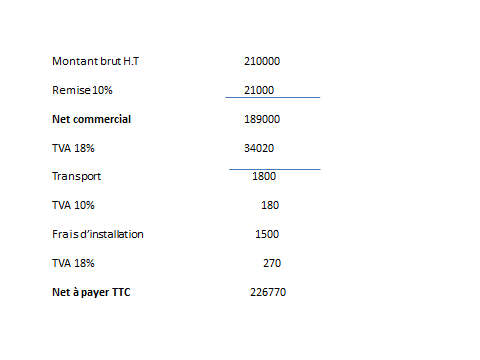 Montant brut H.T 210000
Remise 10% 21000
Net commercial 189000
TVA 18% 34020
Transport 1800
TVA 10% 180
Frais d'installation 1500
TVA 18% 270
Net à payer TTC 226770